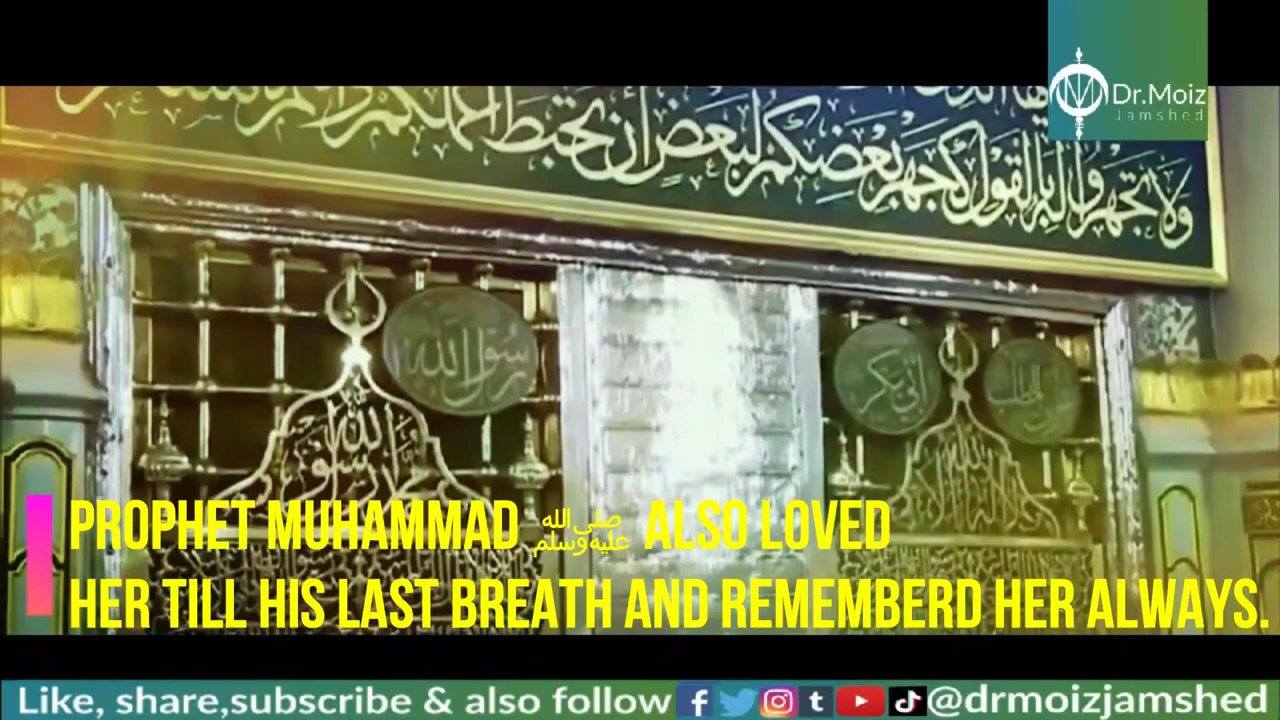 Dr.Moiz
Jamshed
ولا تجهروا له بالقول كجهر بعضكم لبعض أن تحبط أعمالكم
رسول الله
أبي بكر
PROPHET MUHAMMAD ﷺ ALSO LOVED
HER TILL HIS LAST BREATH AND REMEMBERD HER ALWAYS.
Like, share,subscribe & also follow
@drmoizjamshed